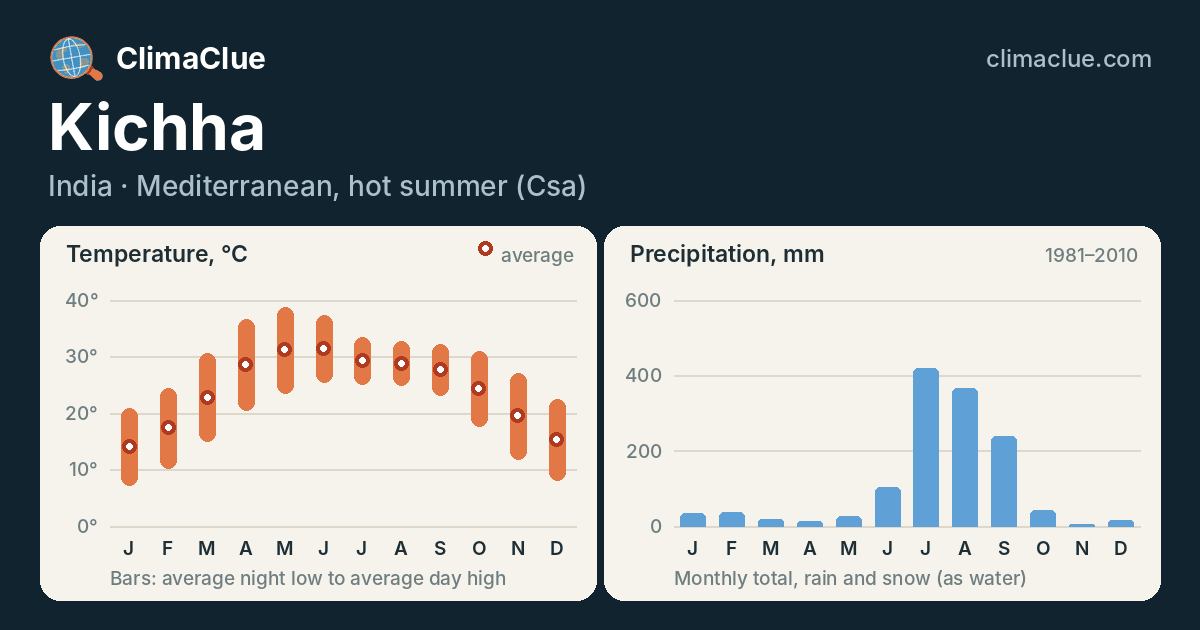 ClimaClue
climaclue.com
Kichha
India · Mediterranean, hot summer (Csa)
Temperature, °C
average
40°
30°
20°
10°
0°
J F M A M J J A S O N D
Bars: average night low to average day high
Precipitation, mm
1981–2010
600
400
200
0
J F M A M J J A S O N D
Monthly total, rain and snow (as water)